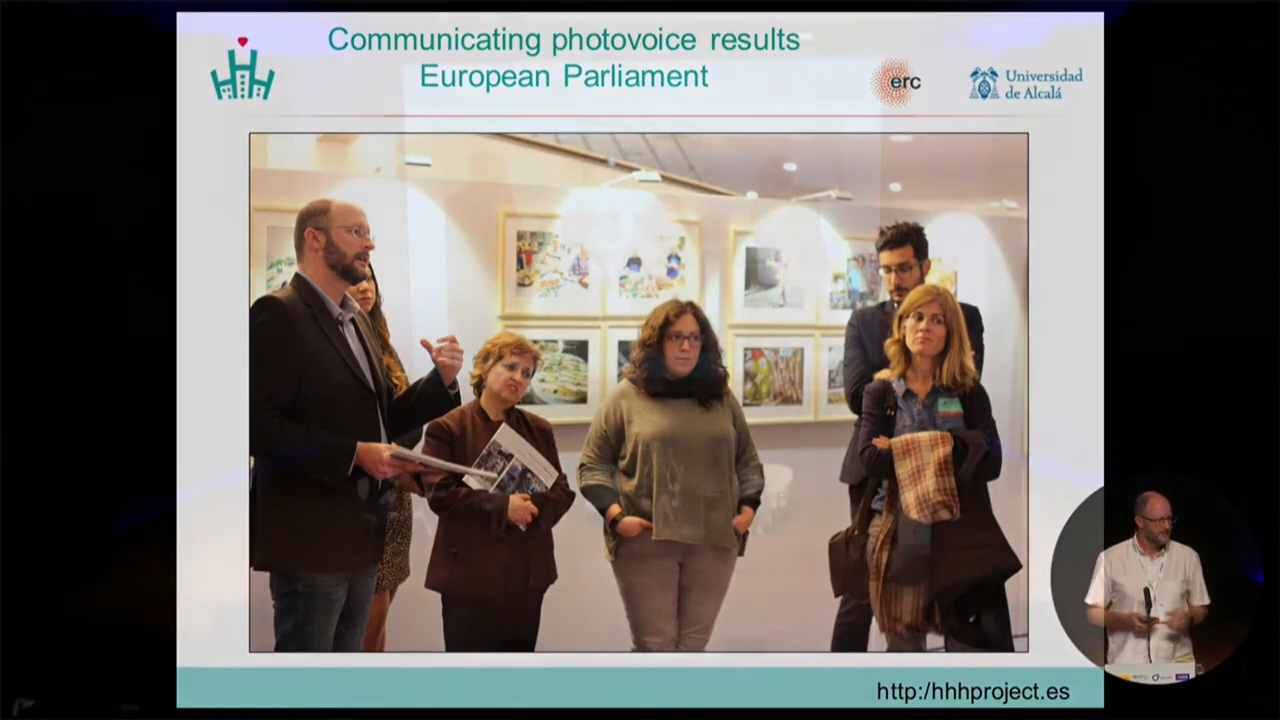 Communicating photovoice results
European Parliament
erc
Universidad
de Alcalá
http:/hhhproject.es